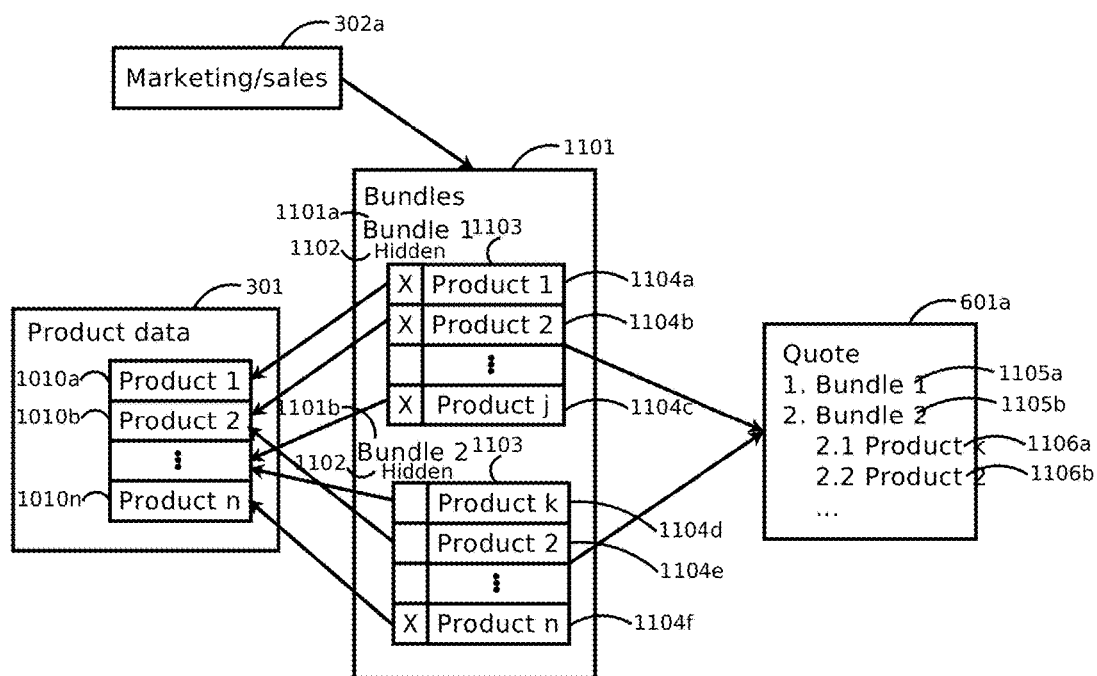 302a
Marketing/sales
1101
Bundles
1101a
Bundle 1
1103
1102
Hidden
X Product 1
1104a
X Product 2
1104b
X Product j
1104c
301
Product data
1010a
Product 1
1010b
Product 2
1010n
Product n
1101b
Bundle 2
1103
1102
Hidden
Product k
1104d
Product 2
1104e
X Product n
1104f
601a
Quote
1. Bundle 1
1105a
2. Bundle 2
1105b
2.1 Product k
1106a
2.2 Product 2
1106b
...